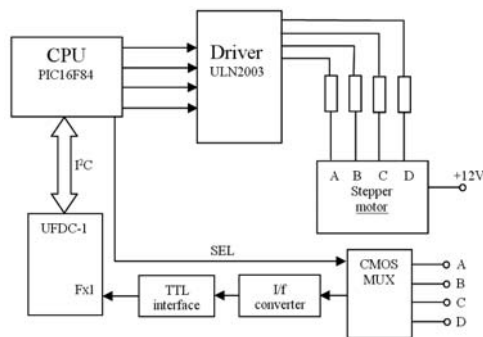 CPU
PIC16F84
Driver
ULN2003
I²C
A B C D
Stepper
motor
+12V
UFDC-1
Fx1
SEL
TTL
interface
I/f
converter
CMOS
MUX
A
B
C
D